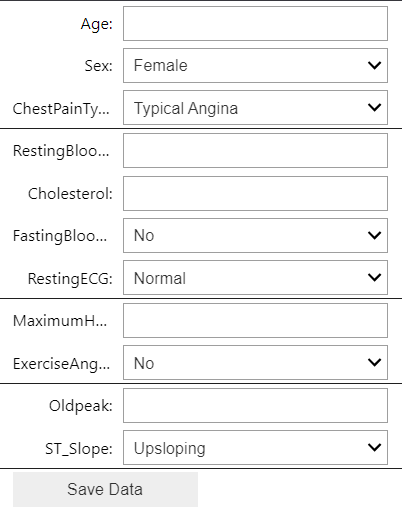 Age:
Sex: Female
ChestPainTy... Typical Angina
RestingBloo...
Cholesterol:
FastingBloo... No
RestingECG: Normal
MaximumH...
ExerciseAng... No
Oldpeak:
ST_Slope: Upsloping
Save Data